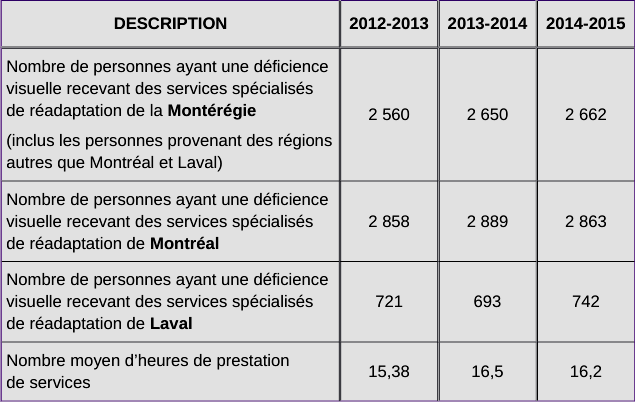 DESCRIPTION 2012-2013 2013-2014 2014-2015
Nombre de personnes ayant une déficience
visuelle recevant des services spécialisés
de réadaptation de la Montérégie
(inclus les personnes provenant des régions
autres que Montréal et Laval)
2 560 2 650 2 662
Nombre de personnes ayant une déficience
visuelle recevant des services spécialisés
de réadaptation de Montréal
2 858 2 889 2 863
Nombre de personnes ayant une déficience
visuelle recevant des services spécialisés
de réadaptation de Laval
721 693 742
Nombre moyen d’heures de prestation
de services
15,38 16,5 16,2